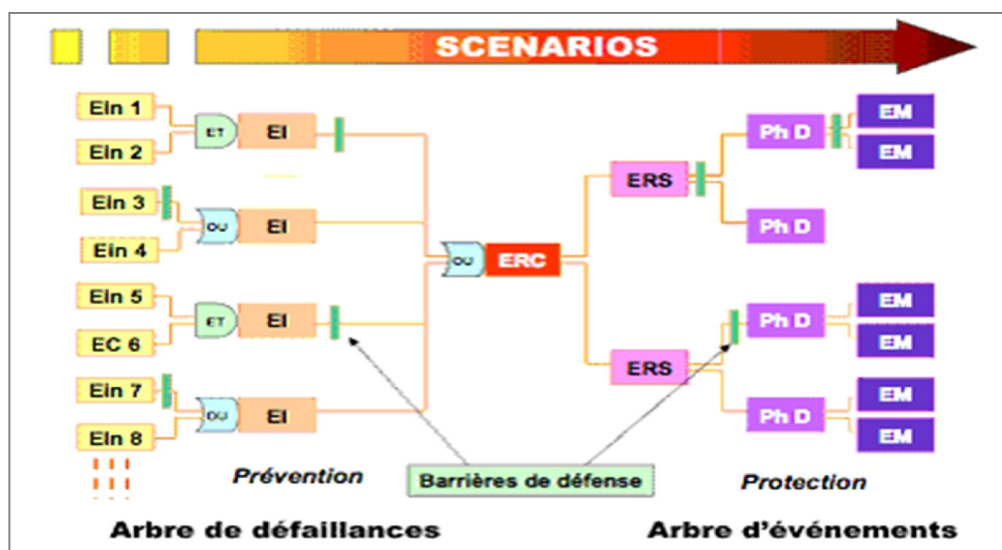 SCENARIOS
EIn 1
EIn 2
ET
EI
EIn 3
EIn 4
OU
EI
EIn 5
EC 6
ET
EI
EIn 7
EIn 8
OU
EI
OU
ERC
ERS
ERS
Ph D
Ph D
Ph D
Ph D
EM
EM
EM
EM
EM
EM
Prévention
Barrières de défense
Protection
Arbre de défaillances
Arbre d'événements